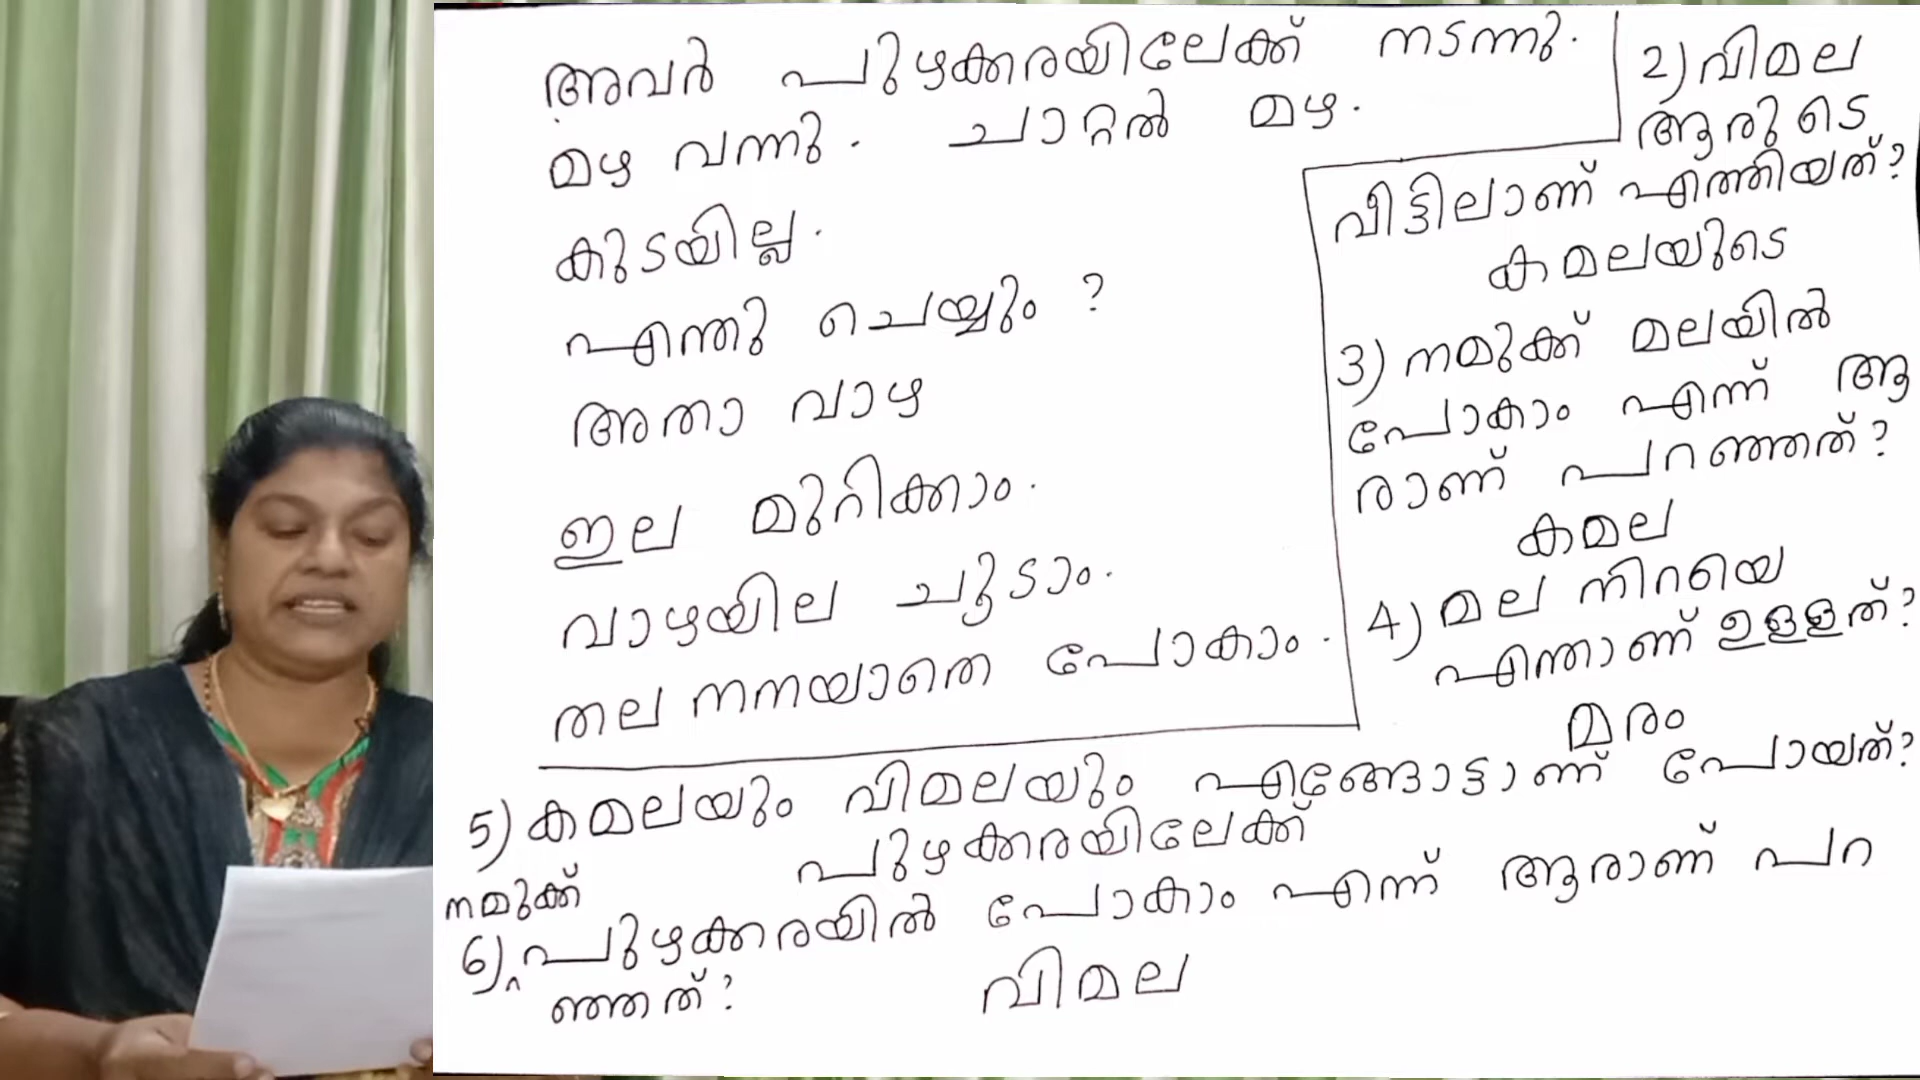 അവർ പുഴക്കരയിലേക്ക് നടന്നു.
മഴ വന്നു. ചാറ്റൽ മഴ.
കുടയില്ല.
എന്തു ചെയ്യും ?
അതാ വാഴ
ഇല മുറിക്കാം.
വാഴയില ചൂടാം.
തല നനയാതെ പോകാം.
2) വിമല
ആരുടെ
വീട്ടിലാണ് എത്തിയത്?
കമലയുടെ
3) നമുക്ക് മലയിൽ
പോകാം എന്ന് ആ
രാണ് പറഞ്ഞത്?
കമല
4) മല നിറയെ
എന്താണ് ഉള്ളത്?
മരം
5) കമലയും വിമലയും എങ്ങോട്ടാണ് പോയത്?
പുഴക്കരയിലേക്ക്
നമുക്ക്
6) പുഴക്കരയിൽ പോകാം എന്ന് ആരാണ് പറ
ഞ്ഞത്?
വിമല